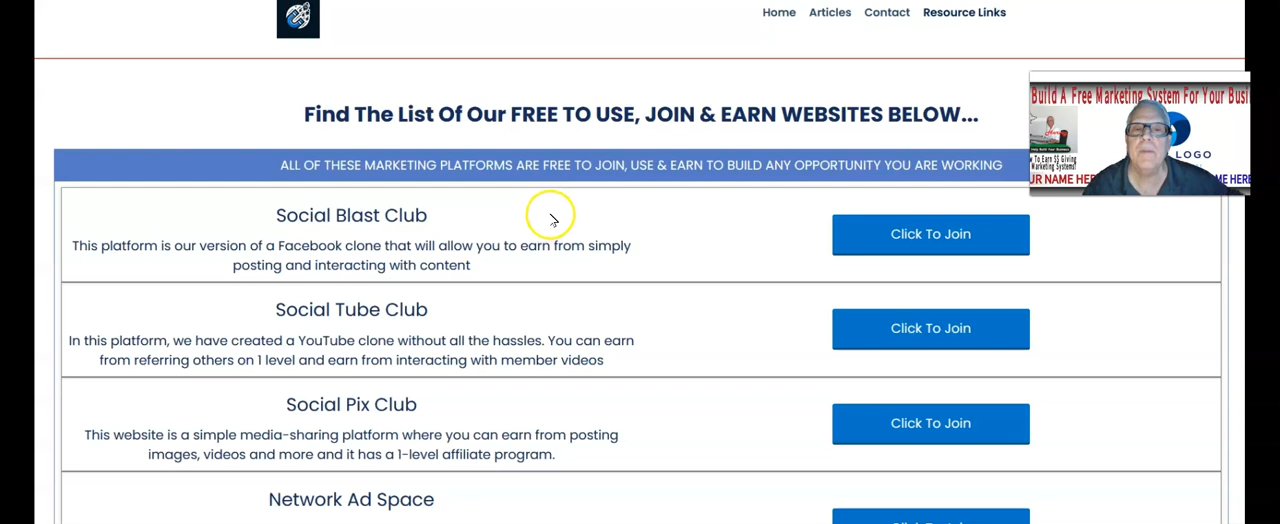 Home Articles Contact Resource Links
Find The List Of Our FREE TO USE, JOIN & EARN WEBSITES BELOW...
Build A Free Marketing System For Your Busi
LOGO
ALL OF THESE MARKETING PLATFORMS ARE FREE TO JOIN, USE & EARN TO BUILD ANY OPPORTUNITY YOU ARE WORKING
Social Blast Club
This platform is our version of a Facebook clone that will allow you to earn from simply
posting and interacting with content
Click To Join
Social Tube Club
In this platform, we have created a YouTube clone without all the hassles. You can earn
from referring others on 1 level and earn from interacting with member videos
Click To Join
Social Pix Club
This website is a simple media-sharing platform where you can earn from posting
images, videos and more and it has a 1-level affiliate program.
Click To Join
Network Ad Space